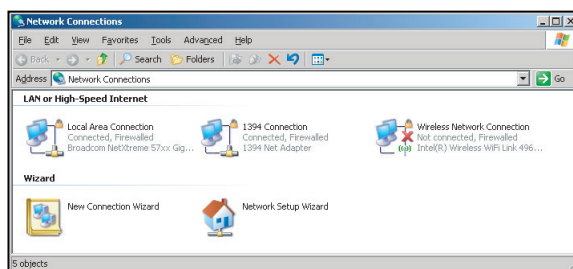 Network Connections
File Edit View Favorites Tools Advanced Help
Back Search Folders
Address Network Connections Go
LAN or High-Speed Internet
Local Area Connection
Connected, Firewalled
Broadcom NetXtreme 57xx Gig...
1394 Connection
Connected, Firewalled
1394 Net Adapter
Wireless Network Connection
Not connected, Firewalled
Intel(R) Wireless WiFi Link 496...
Wizard
New Connection Wizard
Network Setup Wizard
5 objects